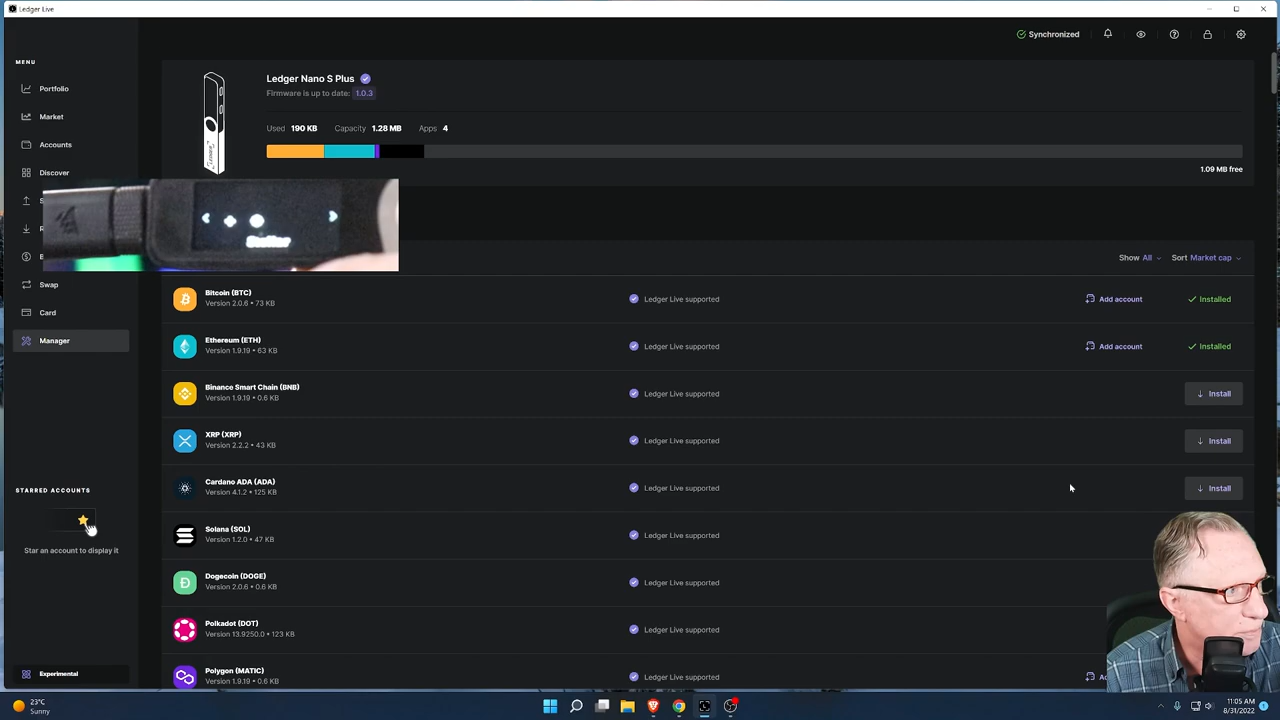 Ledger Live
Synchronized
MENU
Portfolio
Market
Accounts
Discover
S
R
Swap
Card
Manager
STARRED ACCOUNTS
Star an account to display it
Experimental
Ledger Nano S Plus
Firmware is up to date: 1.0.3
Used 190 KB Capacity 1.28 MB Apps 4
1.09 MB free
Stellar
Show All Sort Market cap
Bitcoin (BTC)
Version 2.0.6 • 73 KB
Ledger Live supported
Add account
Installed
Ethereum (ETH)
Version 1.9.19 • 63 KB
Ledger Live supported
Add account
Installed
Binance Smart Chain (BNB)
Version 1.9.19 • 0.6 KB
Ledger Live supported
Install
XRP (XRP)
Version 2.2.2 • 43 KB
Ledger Live supported
Install
Cardano ADA (ADA)
Version 4.1.2 • 125 KB
Ledger Live supported
Install
Solana (SOL)
Version 1.2.0 • 47 KB
Ledger Live supported
Dogecoin (DOGE)
Version 2.0.6 • 0.6 KB
Ledger Live supported
Polkadot (DOT)
Version 13.9250.0 • 123 KB
Ledger Live supported
Polygon (MATIC)
Version 1.9.19 • 0.6 KB
Ledger Live supported
23°C
Sunny
11:05 AM
8/31/2022